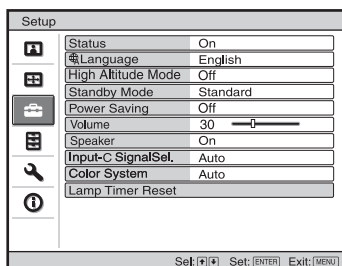 Setup
Status On
Language English
High Altitude Mode Off
Standby Mode Standard
Power Saving Off
Volume 30
Speaker On
Input-C SignalSel. Auto
Color System Auto
Lamp Timer Reset
Sel: Set: ENTER Exit: MENU